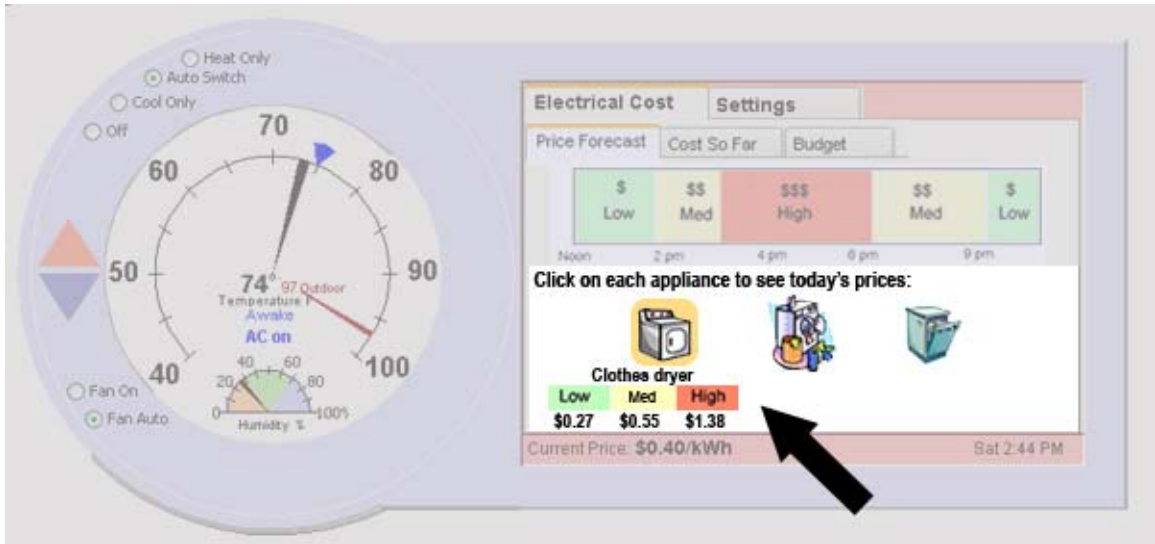 Heat Only
Auto Switch
Cool Only
Off
70
60
80
50
90
74°
97 Outdoor
Temperature F
Awake
AC on
40
100
40 60
20 80
0 100%
Humidity %
Fan On
Fan Auto
Electrical Cost Settings
Price Forecast Cost So Far Budget
$ $$ $$$ $$ $
Low Med High Med Low
Noon 2 pm 4 pm 6 pm 9 pm
Click on each appliance to see today's prices:
Clothes dryer
Low Med High
$0.27 $0.55 $1.38
Current Price: $0.40/kWh Sat 2:44 PM